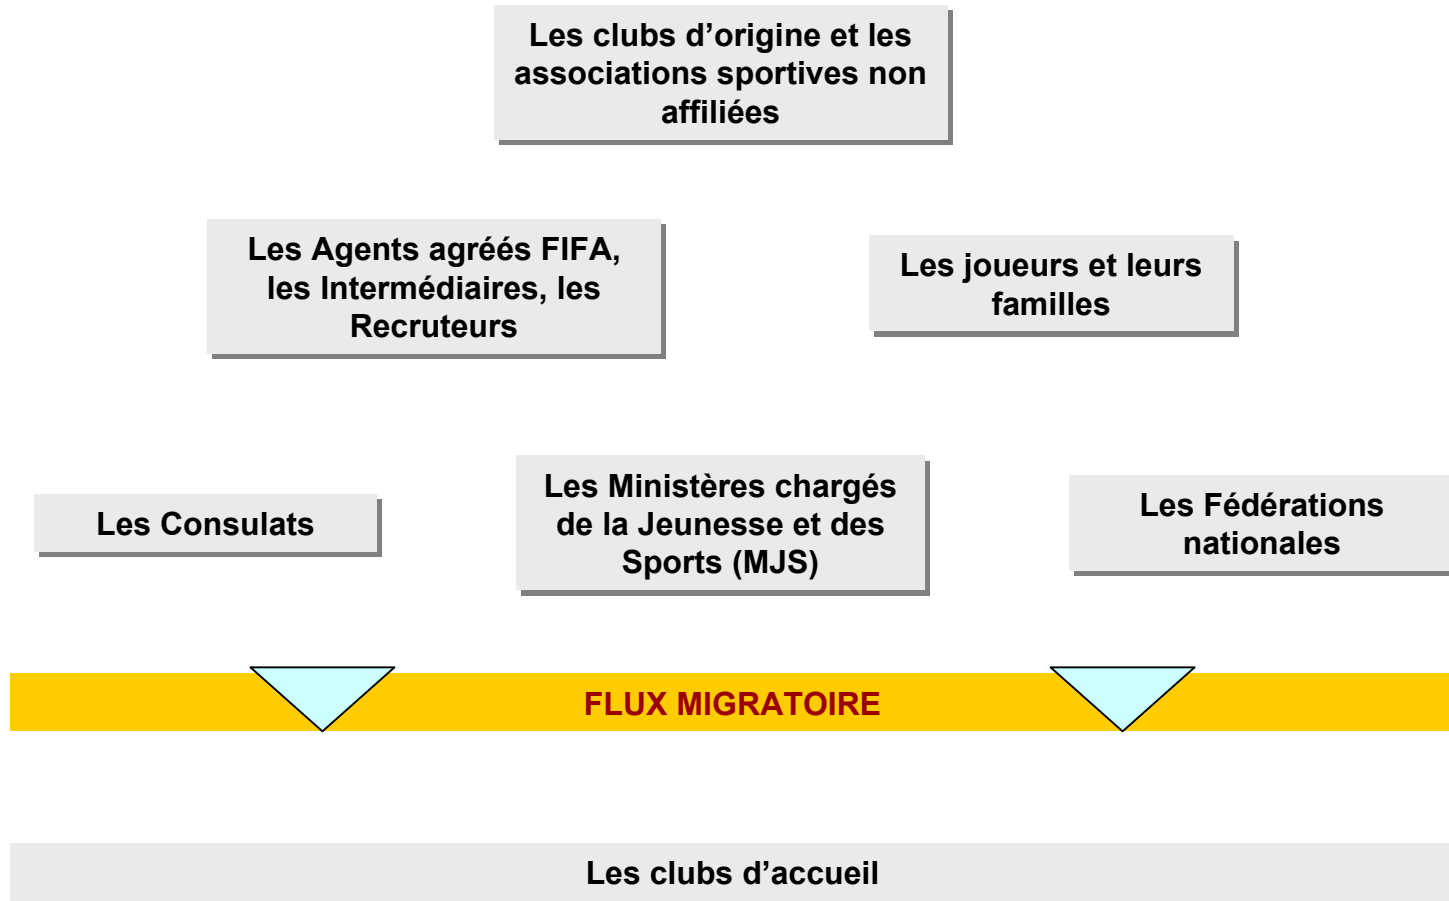 Les clubs d’origine et les
associations sportives non
affiliées
Les Agents agréés FIFA,
les Intermédiaires, les
Recruteurs
Les joueurs et leurs
familles
Les Consulats
Les Ministères chargés
de la Jeunesse et des
Sports (MJS)
Les Fédérations
nationales
FLUX MIGRATOIRE
Les clubs d’accueil